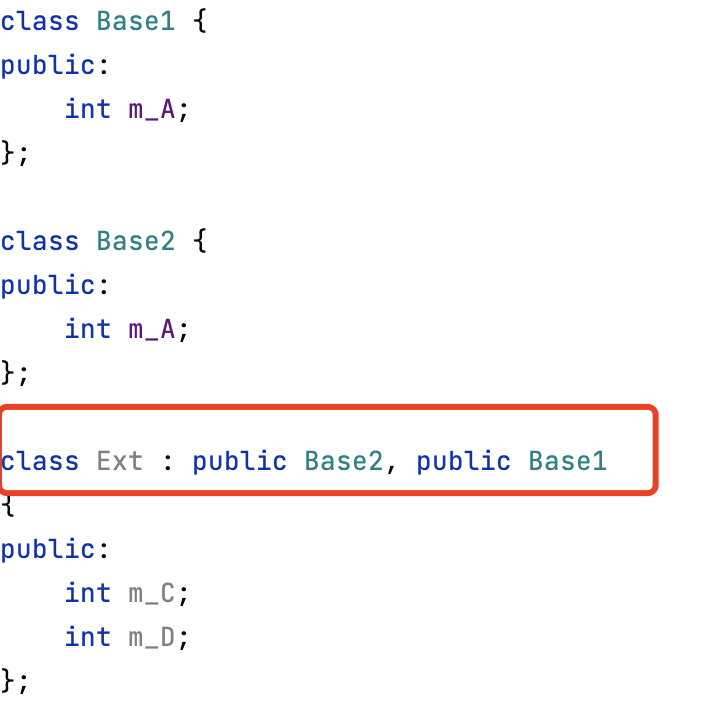 class Base1 {
public:
    int m_A;
};
class Base2 {
public:
    int m_A;
};
class Ext : public Base2, public Base1
{
public:
    int m_C;
    int m_D;
};